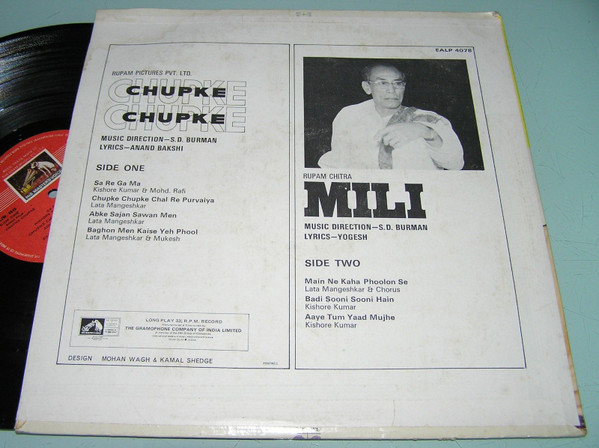 EALP 4078
RUPAM PICTURES PVT. LTD.
CHUPKE
CHUPKE
MUSIC DIRECTION—S.D. BURMAN
LYRICS—ANAND BAKSHI
SIDE ONE
Sa Re Ga Ma
Kishore Kumar & Mohd. Rafi
Chupke Chupke Chal Re Purvaiya
Lata Mangeshkar
Abke Sajan Sawan Men
Lata Mangeshkar
Baghon Men Kaise Yeh Phool
Lata Mangeshkar & Mukesh
LONG PLAY 33⅓ R.P.M. RECORD
THE GRAMOPHONE COMPANY OF INDIA LIMITED
DESIGN MOHAN WAGH & KAMAL SHEDGE
RUPAM CHITRA
MILI
MUSIC DIRECTION—S.D. BURMAN
LYRICS—YOGESH
SIDE TWO
Main Ne Kaha Phoolon Se
Lata Mangeshkar & Chorus
Badi Sooni Sooni Hain
Kishore Kumar
Aaye Tum Yaad Mujhe
Kishore Kumar